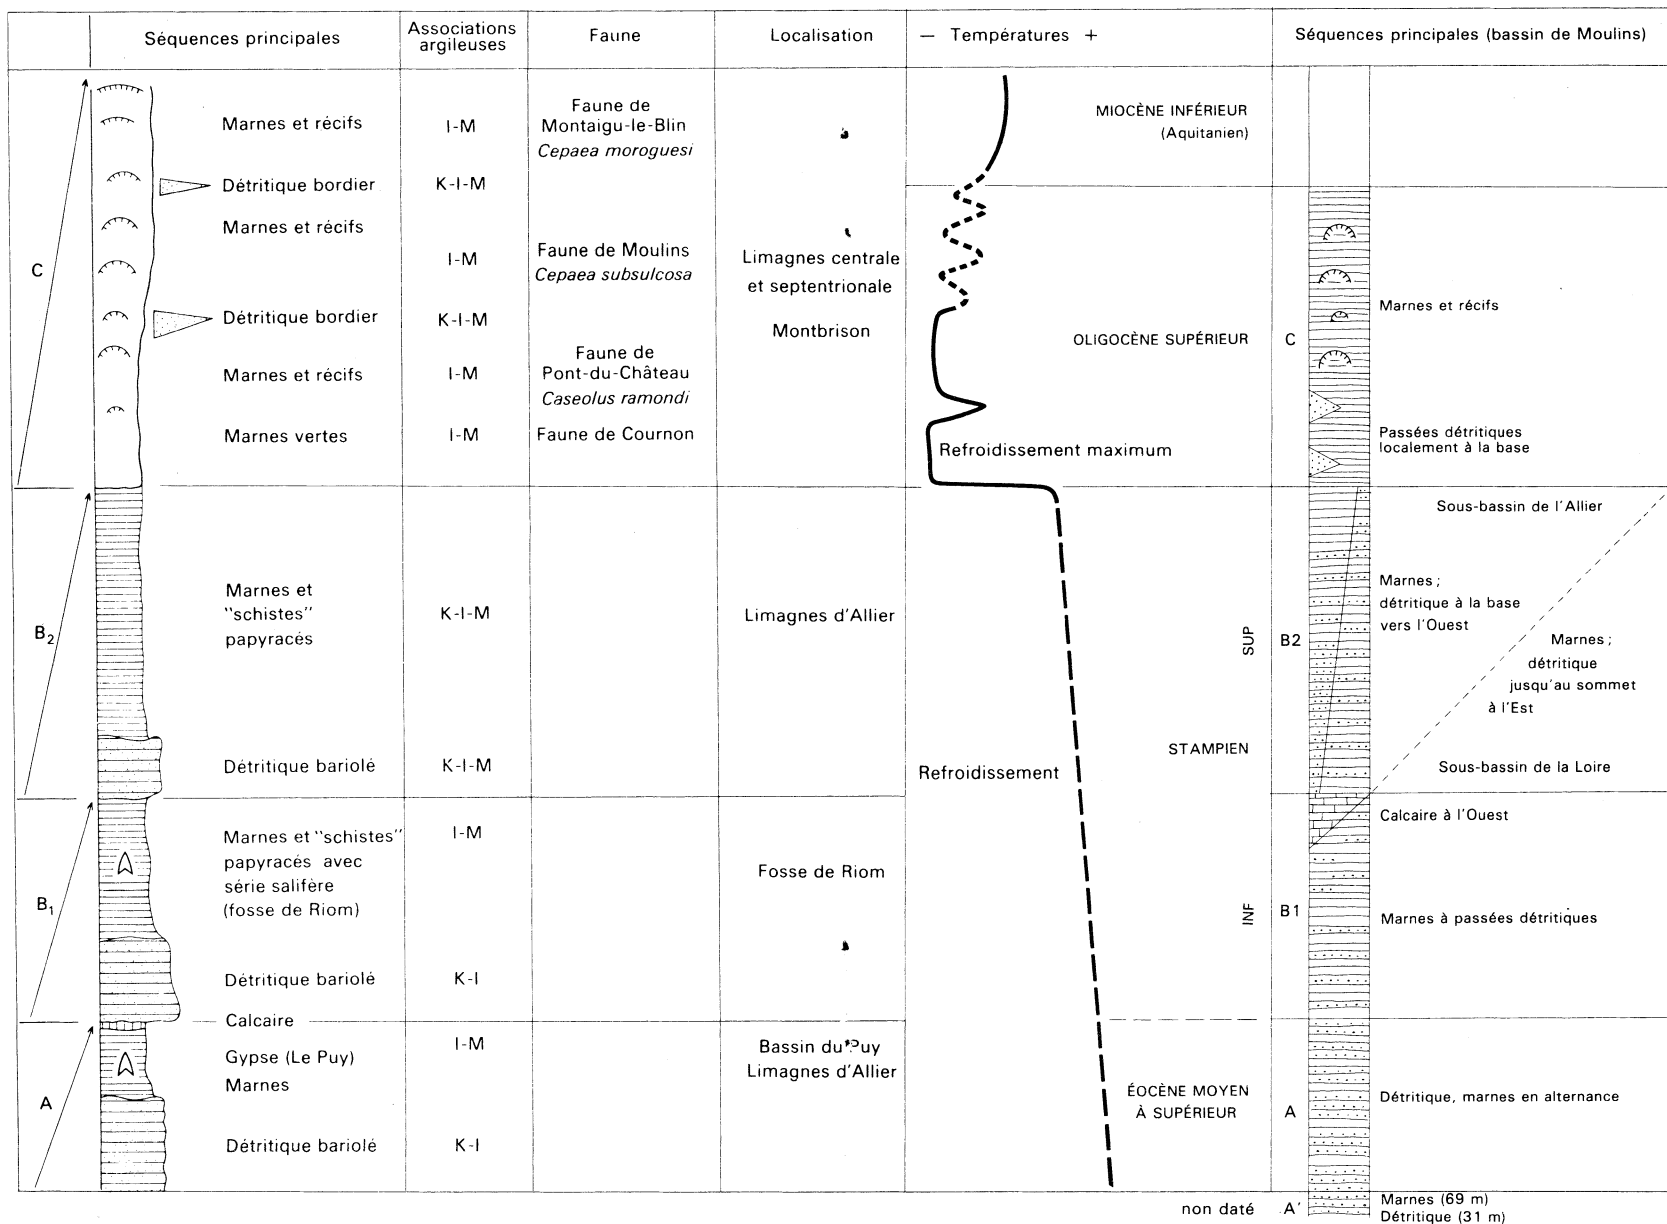 Séquences principales
Associations
argileuses
Faune
Localisation
— Températures +
Séquences principales (bassin de Moulins)
C
Marnes et récifs
I-M
Faune de
Montaigu-le-Blin
Cepaea moroguesi
MIOCÈNE INFÉRIEUR
(Aquitanien)
Détritique bordier
K-I-M
Marnes et récifs
I-M
Faune de Moulins
Cepaea subsulcosa
Limagnes centrale
et septentrionale
Détritique bordier
K-I-M
Montbrison
OLIGOCÈNE SUPÉRIEUR
C
Marnes et récifs
Marnes et récifs
I-M
Faune de
Pont-du-Château
Caseolus ramondi
Marnes vertes
I-M
Faune de Cournon
Refroidissement maximum
Passées détritiques
localement à la base
B2
Marnes et
"schistes"
papyracés
K-I-M
Limagnes d'Allier
SUP
B2
Sous-bassin de l'Allier
Marnes ;
détritique à la base
vers l'Ouest
Marnes ;
détritique
jusqu'au sommet
à l'Est
Sous-bassin de la Loire
Détritique bariolé
K-I-M
Refroidissement
STAMPIEN
B1
Marnes et "schistes"
papyracés avec
série salifère
(fosse de Riom)
I-M
Fosse de Riom
INF
B1
Calcaire à l'Ouest
Marnes à passées détritiques
Détritique bariolé
K-I
Calcaire
A
Gypse (Le Puy)
Marnes
I-M
Bassin du Puy
Limagnes d'Allier
ÉOCÈNE MOYEN
À SUPÉRIEUR
A
Détritique, marnes en alternance
Détritique bariolé
K-I
non daté
A'
Marnes (69 m)
Détritique (31 m)